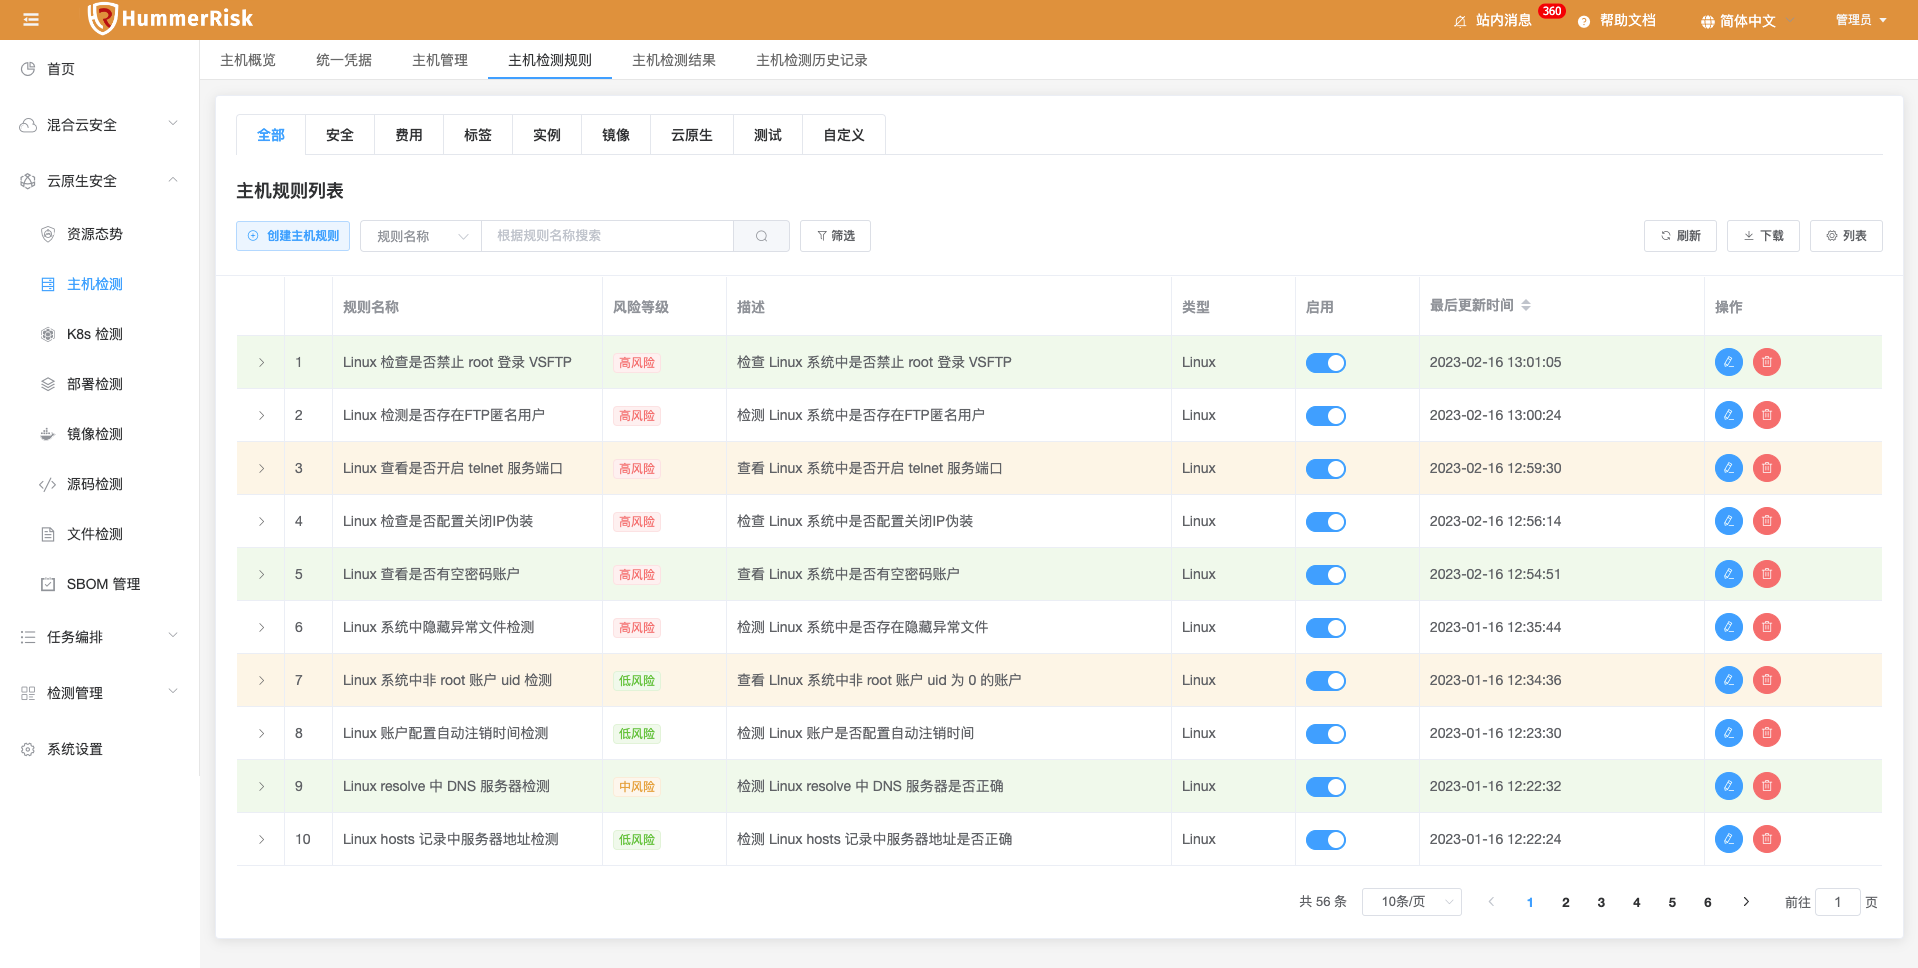 HummerRisk
站内消息 360 帮助文档 简体中文 管理员
首页
混合云安全
云原生安全
资源态势
主机检测
K8s 检测
部署检测
镜像检测
源码检测
文件检测
SBOM 管理
任务编排
检测管理
系统设置
主机概览 统一凭据 主机管理 主机检测规则 主机检测结果 主机检测历史记录
全部 安全 费用 标签 实例 镜像 云原生 测试 自定义
主机规则列表
创建主机规则 规则名称 根据规则名称搜索 筛选 刷新 下载 列表
规则名称 风险等级 描述 类型 启用 最后更新时间 操作
1 Linux 检查是否禁止 root 登录 VSFTP 高风险 检查 Linux 系统中是否禁止 root 登录 VSFTP Linux 2023-02-16 13:01:05
2 Linux 检测是否存在FTP匿名用户 高风险 检测 Linux 系统中是否存在FTP匿名用户 Linux 2023-02-16 13:00:24
3 Linux 查看是否开启 telnet 服务端口 高风险 查看 Linux 系统中是否开启 telnet 服务端口 Linux 2023-02-16 12:59:30
4 Linux 检查是否配置关闭IP伪装 高风险 检查 Linux 系统中是否配置关闭IP伪装 Linux 2023-02-16 12:56:14
5 Linux 查看是否有空密码账户 高风险 查看 Linux 系统中是否有空密码账户 Linux 2023-02-16 12:54:51
6 Linux 系统中隐藏异常文件检测 高风险 检测 Linux 系统中是否存在隐藏异常文件 Linux 2023-01-16 12:35:44
7 Linux 系统中非 root 账户 uid 检测 低风险 查看 LInux 系统中非 root 账户 uid 为 0 的账户 Linux 2023-01-16 12:34:36
8 Linux 账户配置自动注销时间检测 低风险 检测 Linux 账户是否配置自动注销时间 Linux 2023-01-16 12:23:30
9 Linux resolve 中 DNS 服务器检测 中风险 检测 Linux resolve 中 DNS 服务器是否正确 Linux 2023-01-16 12:22:32
10 Linux hosts 记录中服务器地址检测 低风险 检测 Linux hosts 记录中服务器地址是否正确 Linux 2023-01-16 12:22:24
共 56 条 10条/页 1 2 3 4 5 6 前往 1 页